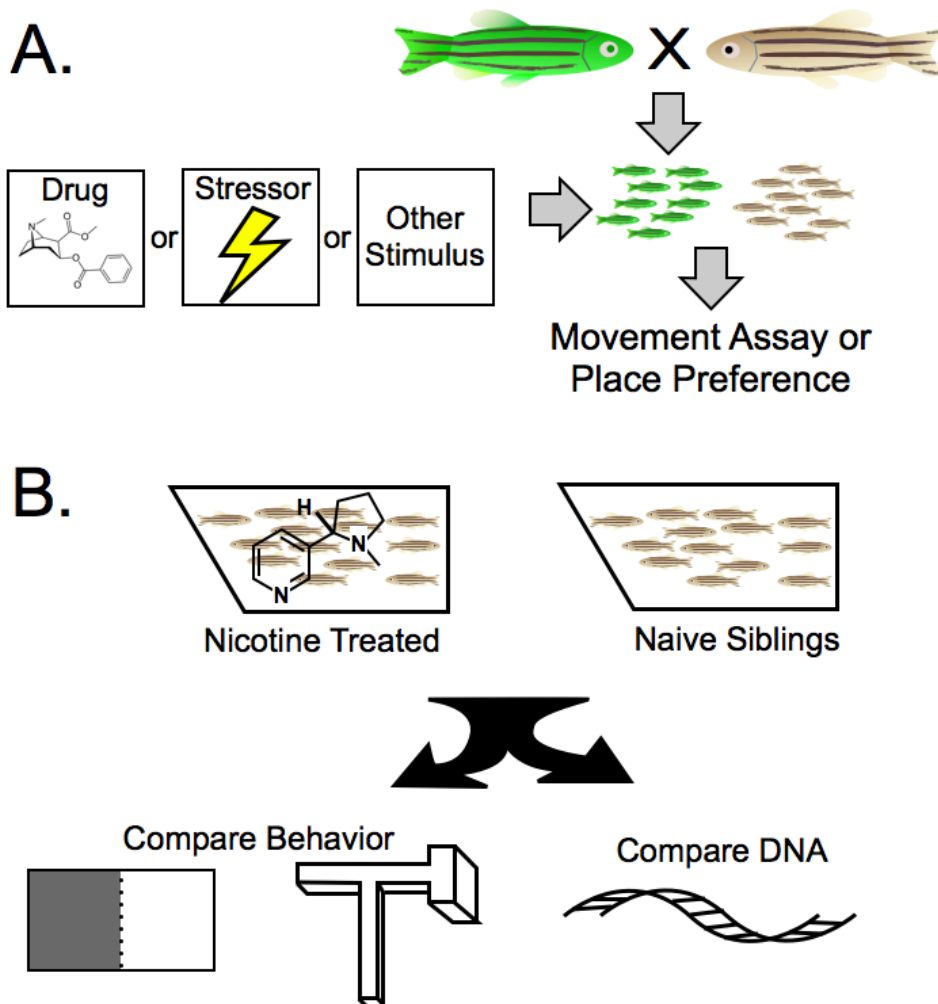 A.
X
Drug
N
O
O
O
O
or
Stressor
or
Other
Stimulus
Movement Assay or
Place Preference
B.
H
N
N
Nicotine Treated
Naive Siblings
Compare Behavior
Compare DNA